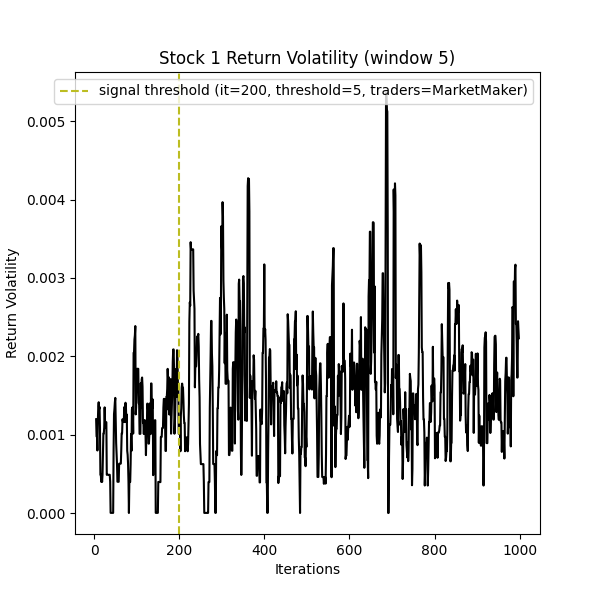 Stock 1 Return Volatility (window 5)
signal threshold (it=200, threshold=5, traders=MarketMaker)
0.005
0.004
0.003
0.002
0.001
0.000
Return Volatility
0 200 400 600 800 1000
Iterations